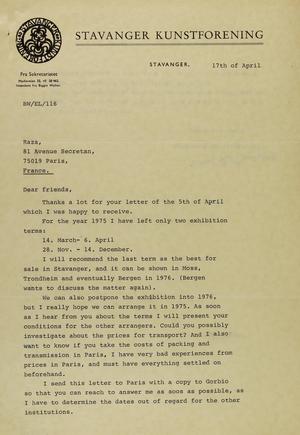 STAVANGER KUNSTFORENING
STAVANGER, 17th of April
Fra Sekretariatet
BW/EL/116
Raza,
81 Avenue Secretan,
75019 Paris,
France.
Dear friends,
Thanks a lot for your letter of the 5th of April
which I was happy to receive.
For the year 1975 I have left only two exhibition
terms:
14. March- 6. April
28. Nov. - 14. December.
I will recommend the last term as the best for
sale in Stavanger, and it can be shown in Moss,
Trondheim and eventually Bergen in 1976. (Bergen
wants to discuss the matter again).
We can also postpone the exhibition into 1976,
but I really hope we can arrange it in 1975. As soon
as I hear from you about the terms I will present your
conditions for the other arrangers. Could you possibly
investigate about the prices for transport? And I also
want to know if you take the costs of packing and
transmission in Paris, I have very bad experiences from
prices in Paris, and must have everything settled on
beforehand.
I send this letter to Paris with a copy to Gorbio
so that you can reach to answer me as soon as possible, as
I have to determine the dates out of regard for the other
institutions.